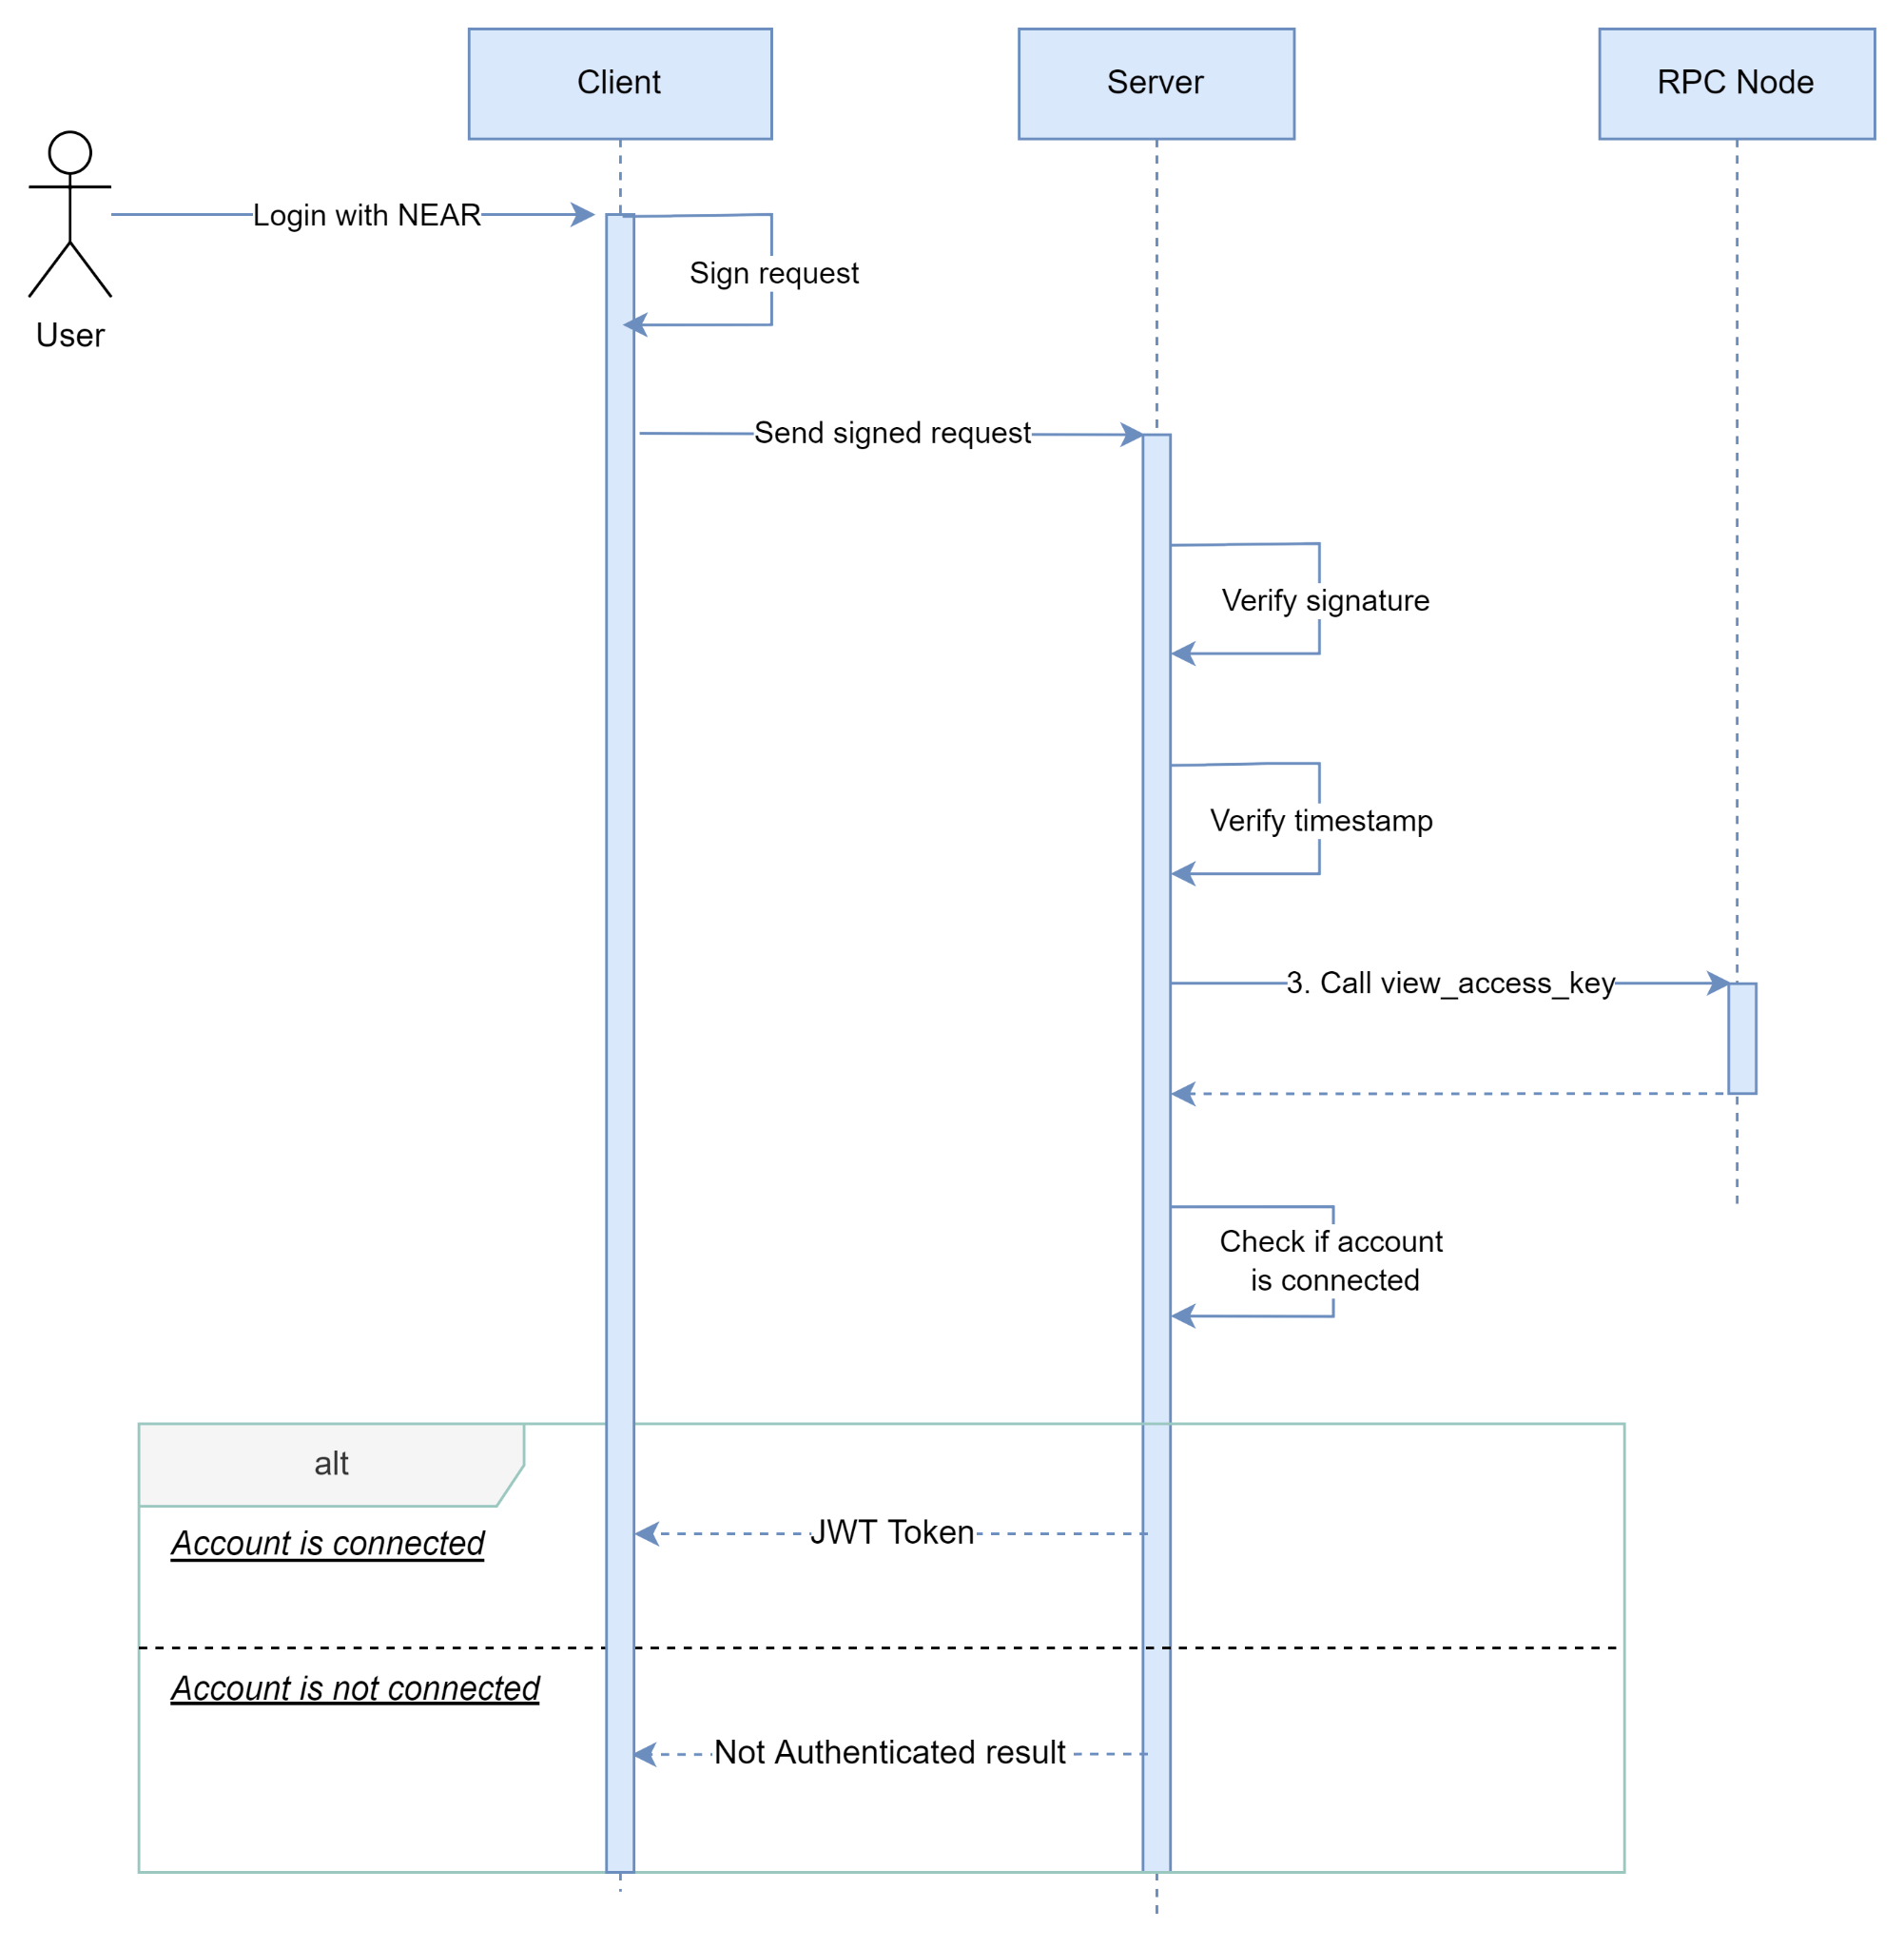 Client
Server
RPC Node
Login with NEAR
Sign request
User
Send signed request
Verify signature
Verify timestamp
3. Call view_access_key
Check if account
is connected
alt
JWT Token
Account is connected
Account is not connected
Not Authenticated result